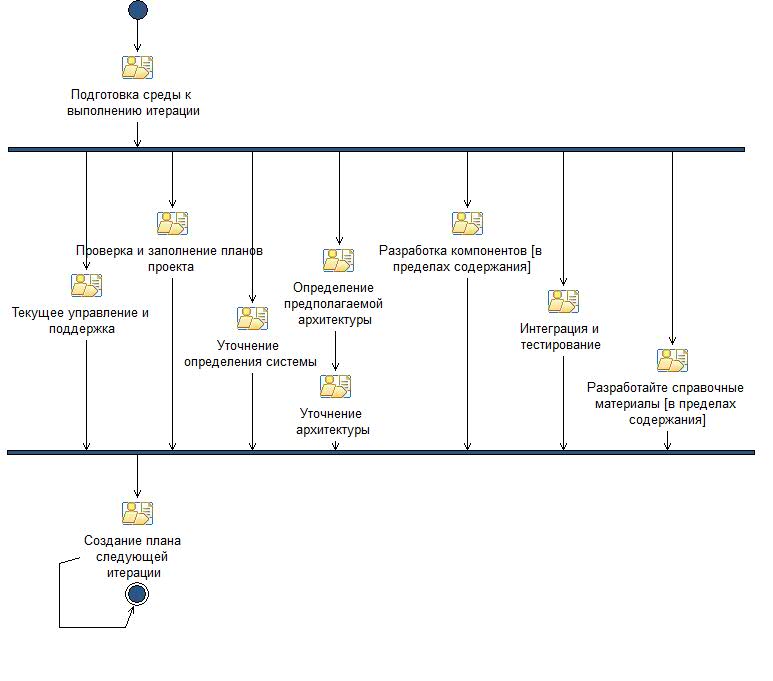 Подготовка среды к
выполнению итерации
Проверка и заполнение планов
проекта
Разработка компонентов [в
пределах содержания]
Определение
предполагаемой
архитектуры
Текущее управление и
поддержка
Интеграция и
тестирование
Уточнение
определения системы
Разработайте справочные
материалы [в пределах
содержания]
Уточнение
архитектуры
Создание плана
следующей
итерации